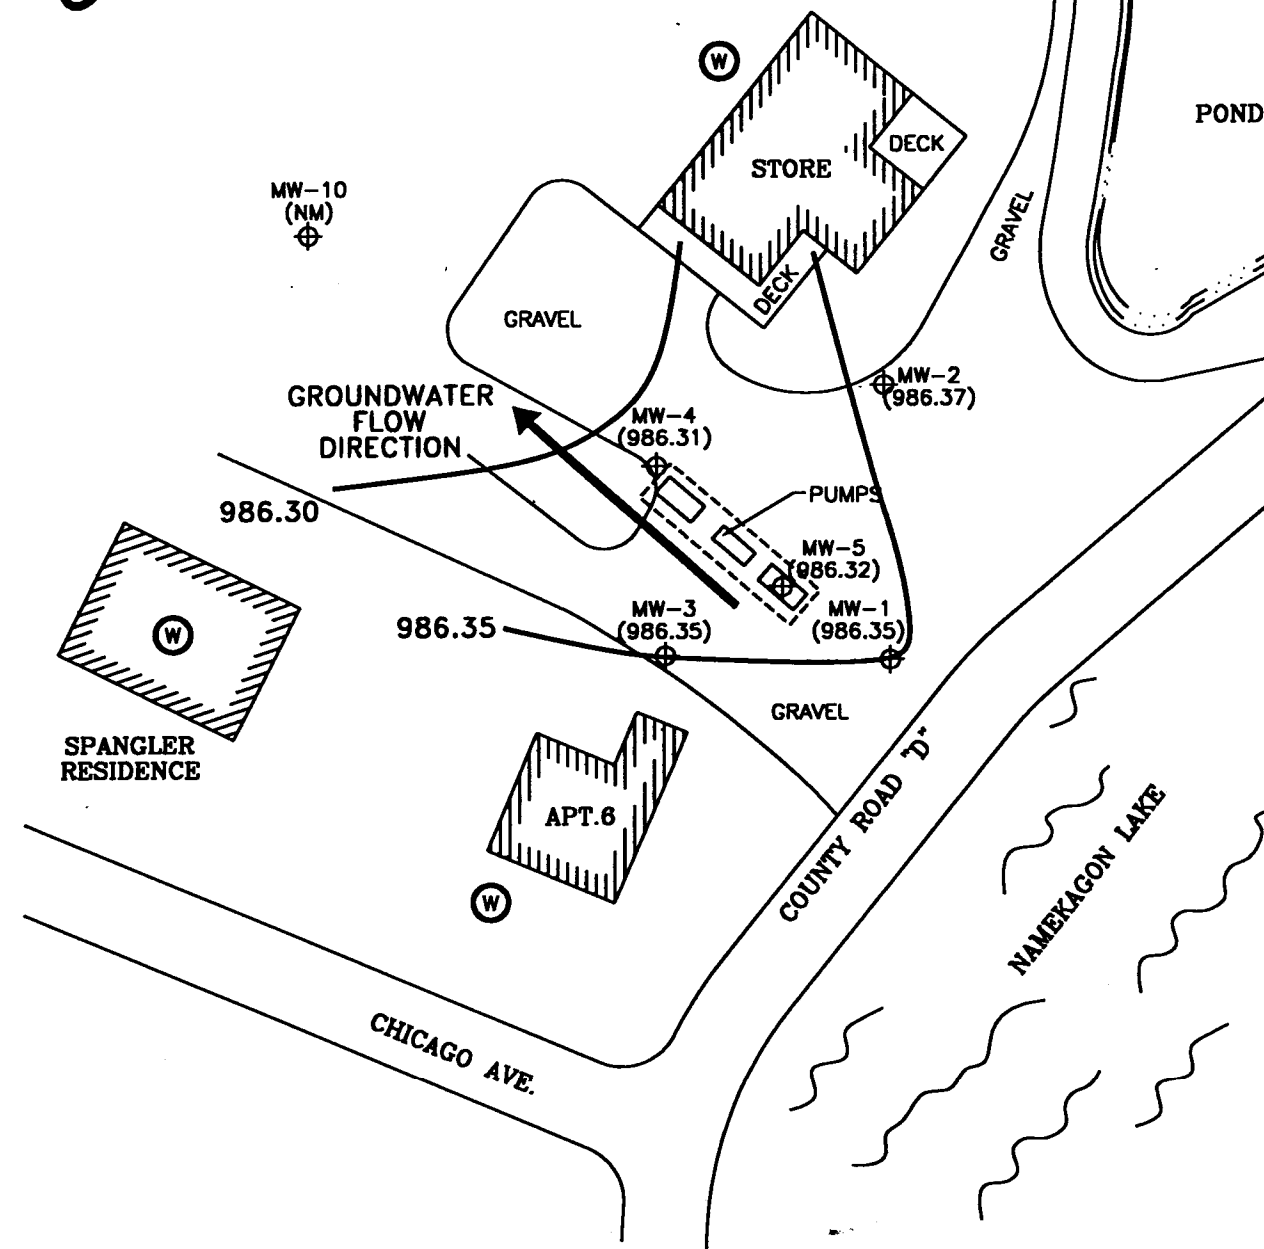 W
POND
DECK
STORE
MW-10
(NM)
GRAVEL
DECK
GRAVEL
MW-2
(986.37)
GROUNDWATER
FLOW
DIRECTION
MW-4
(986.31)
PUMPS
986.30
MW-5
(986.32)
MW-3
(986.35)
MW-1
(986.35)
986.35
W
GRAVEL
SPANGLER
RESIDENCE
APT.6
COUNTY ROAD "D"
NAMEKAGON LAKE
W
CHICAGO AVE.